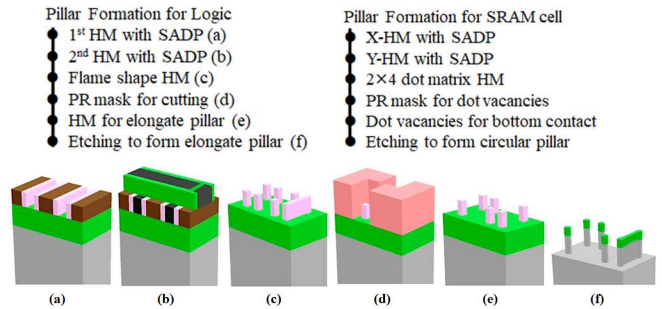 Pillar Formation for Logic
1st HM with SADP (a)
2nd HM with SADP (b)
Flame shape HM (c)
PR mask for cutting (d)
HM for elongate pillar (e)
Etching to form elongate pillar (f)
Pillar Formation for SRAM cell
X-HM with SADP
Y-HM with SADP
2×4 dot matrix HM
PR mask for dot vacancies
Dot vacancies for bottom contact
Etching to form circular pillar
(a) (b) (c) (d) (e) (f)